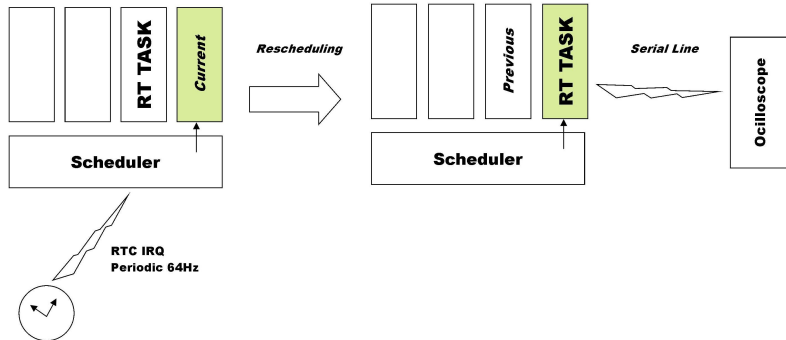 RT TASK
Current
Scheduler
RTC IRQ
Periodic 64Hz
Rescheduling
Previous
RT TASK
Scheduler
Serial Line
Ocilloscope